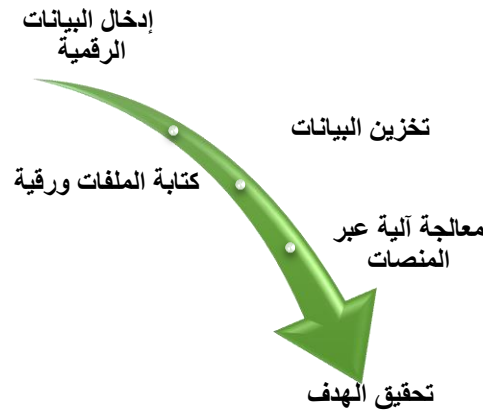 إدخال البيانات
الرقمية
تخزين البيانات
كتابة الملفات ورقية
معالجة آلية عبر
المنصات
تحقيق الهدف